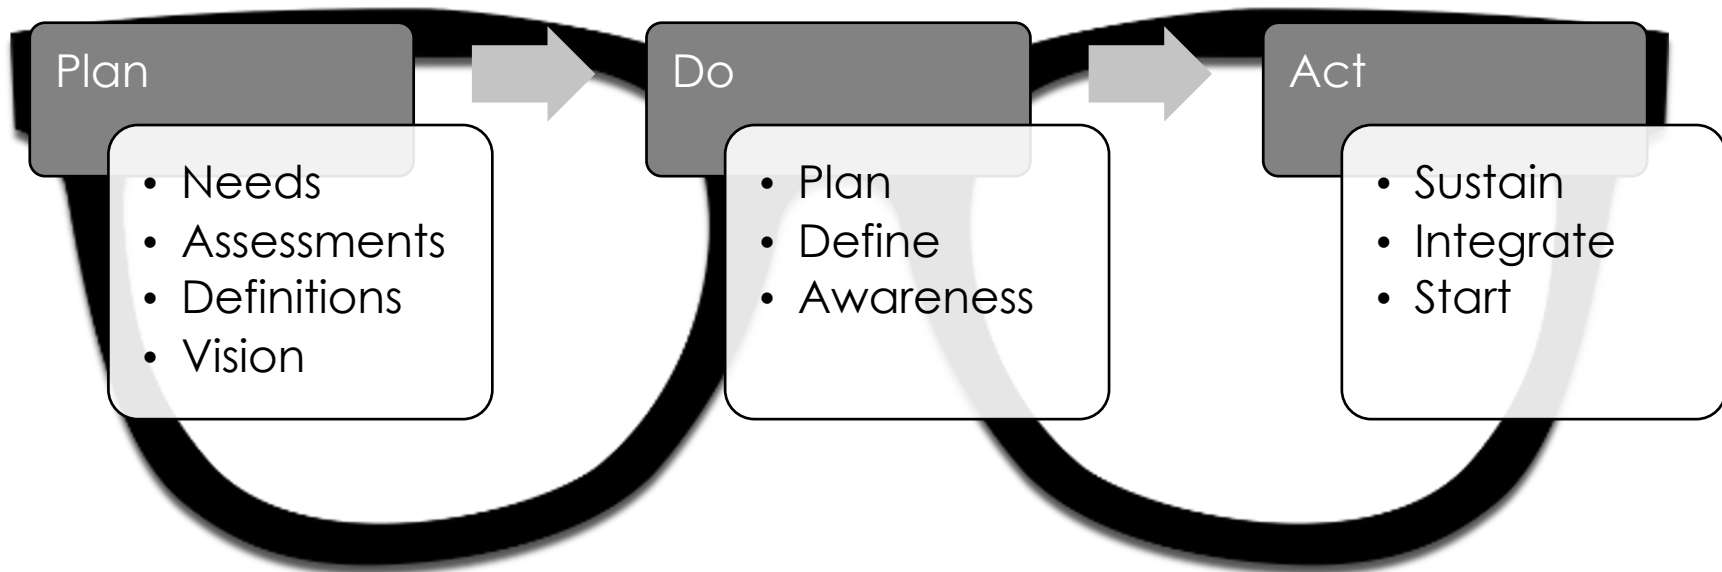 Plan
• Needs
• Assessments
• Definitions
• Vision
Do
• Plan
• Define
• Awareness
Act
• Sustain
• Integrate
• Start